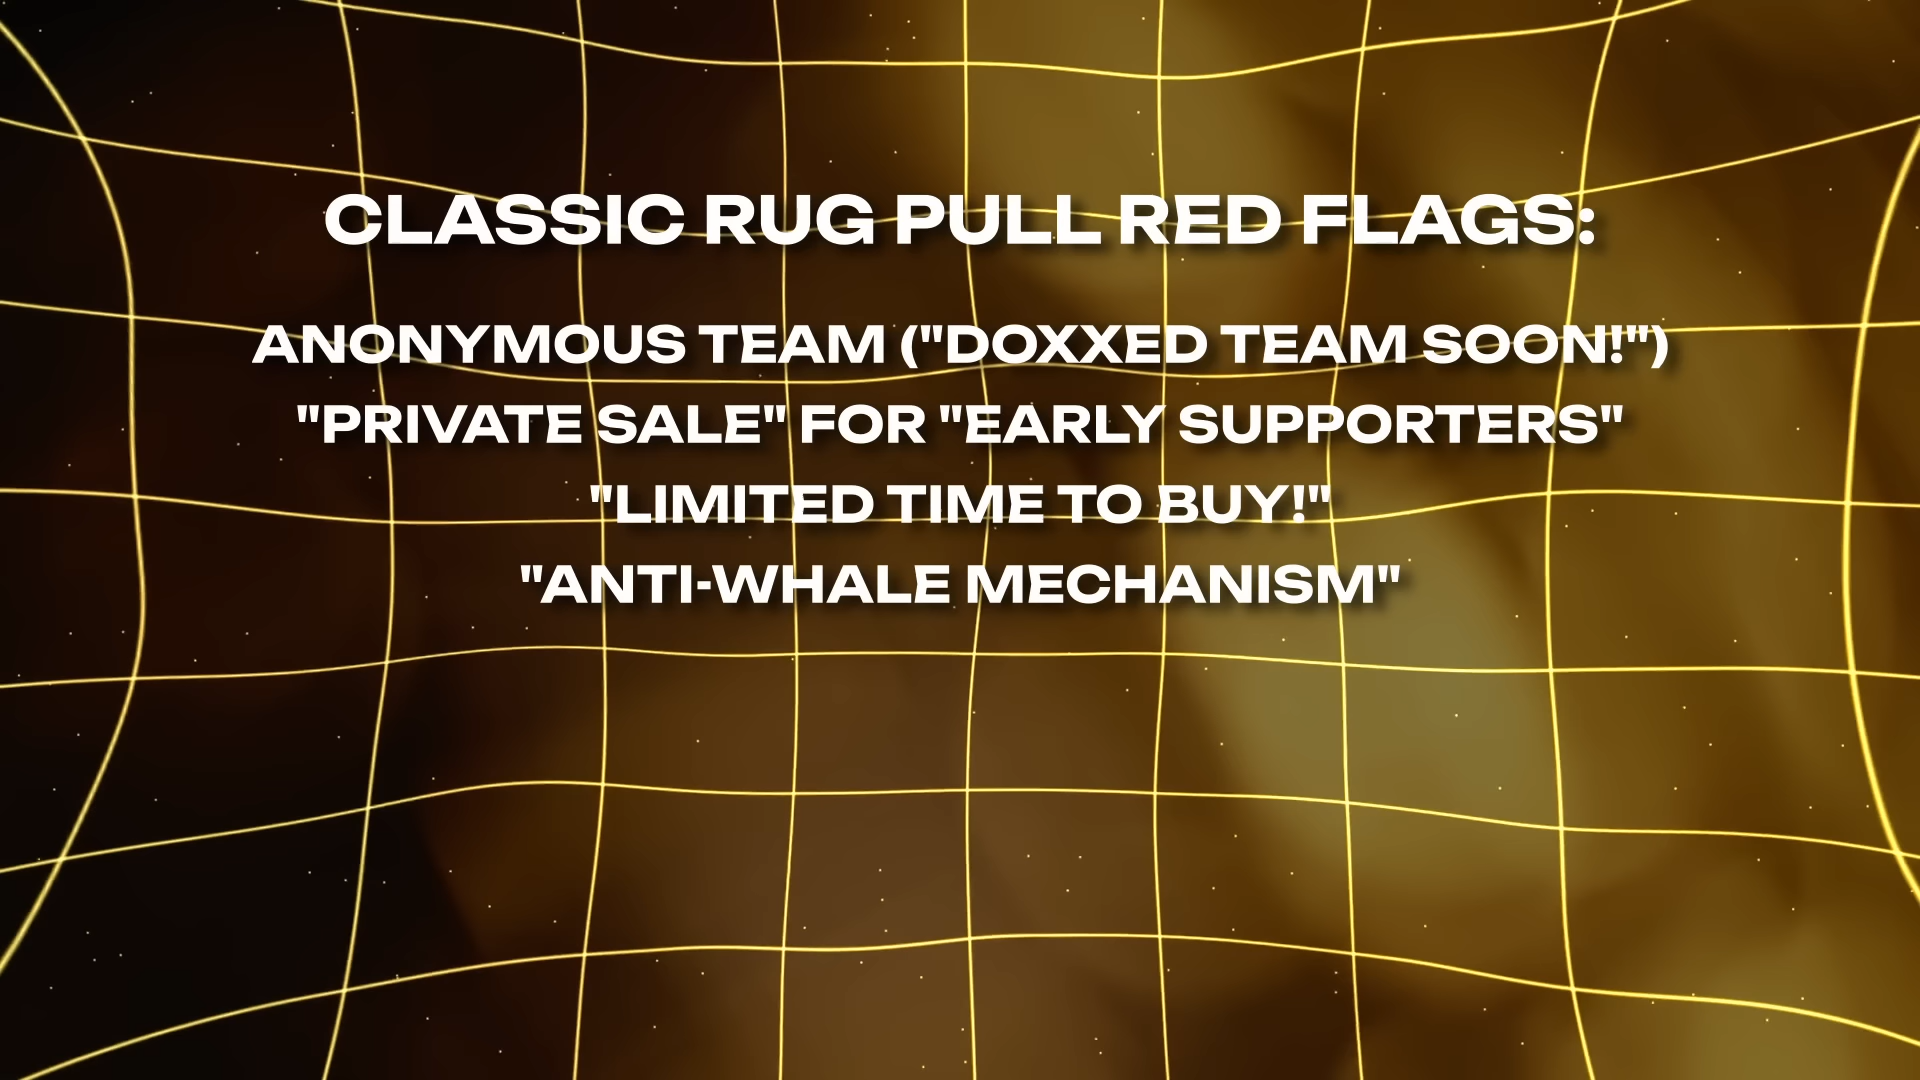 CLASSIC RUG PULL RED FLAGS:
ANONYMOUS TEAM ("DOXXED TEAM SOON!")
"PRIVATE SALE" FOR "EARLY SUPPORTERS"
"LIMITED TIME TO BUY!"
"ANTI-WHALE MECHANISM"